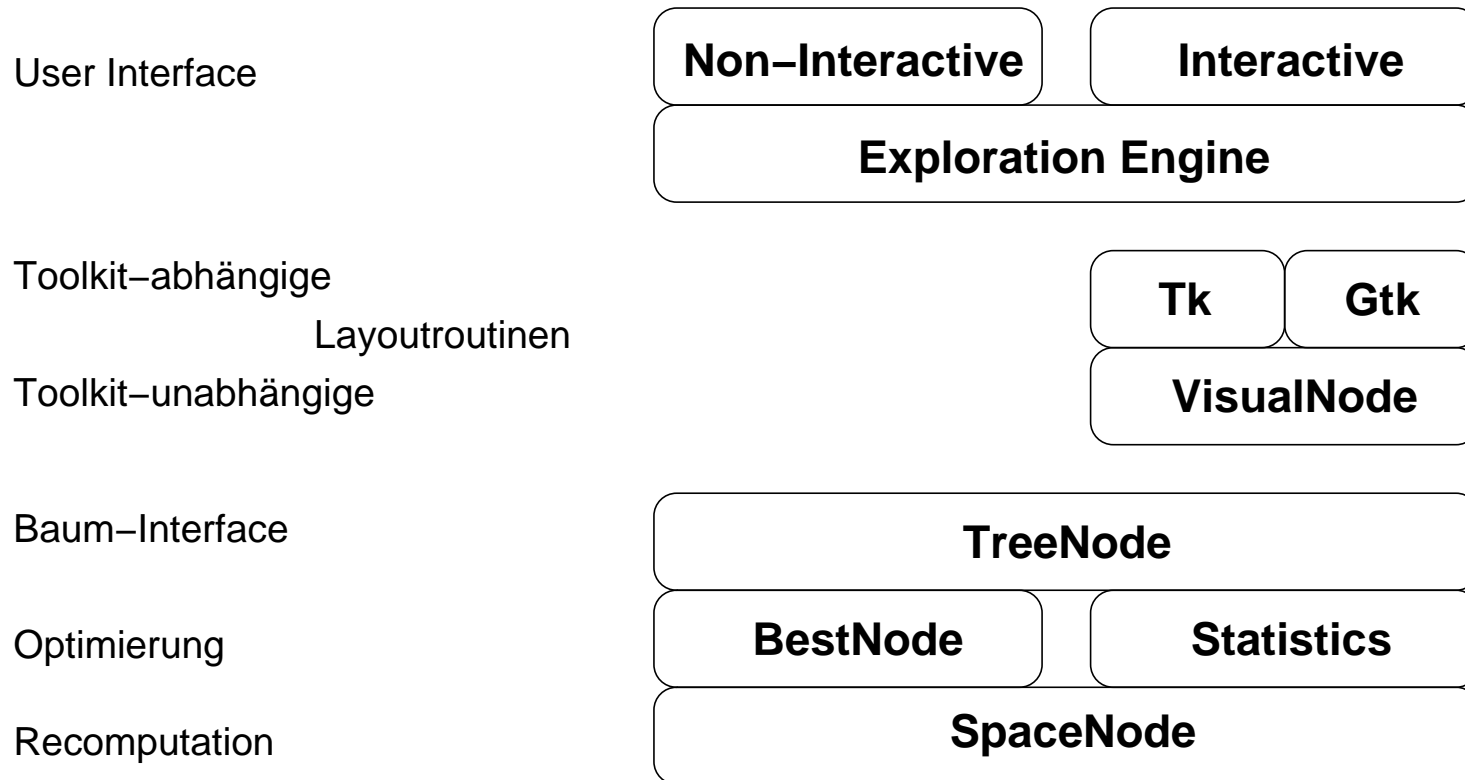 User Interface
Non−Interactive
Interactive
Exploration Engine
Toolkit−abhängige
Layoutroutinen
Toolkit−unabhängige
Tk
Gtk
VisualNode
Baum−Interface
TreeNode
Optimierung
BestNode
Statistics
Recomputation
SpaceNode